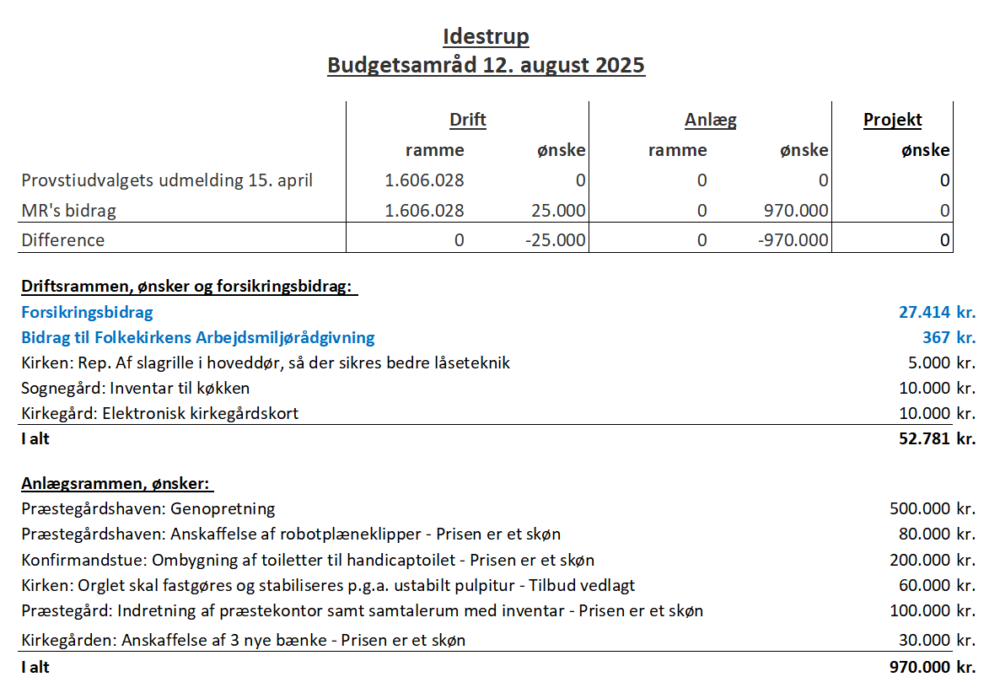 Idestrup
Budgetsamråd 12. august 2025
Drift Anlæg Projekt
ramme ønske ramme ønske ønske
Provstiudvalgets udmelding 15. april 1.606.028 0 0 0 0
MR's bidrag 1.606.028 25.000 0 970.000 0
Difference 0 -25.000 0 -970.000 0
Driftsrammen, ønsker og forsikringsbidrag:
Forsikringsbidrag 27.414 kr.
Bidrag til Folkekirkens Arbejdsmiljørådgivning 367 kr.
Kirken: Rep. Af slagrille i hoveddør, så der sikres bedre låseteknik 5.000 kr.
Sognegård: Inventar til køkken 10.000 kr.
Kirkegård: Elektronisk kirkegårdskort 10.000 kr.
I alt 52.781 kr.
Anlægsrammen, ønsker:
Præstegårdshaven: Genopretning 500.000 kr.
Præstegårdshaven: Anskaffelse af robotplæneklipper - Prisen er et skøn 80.000 kr.
Konfirmandstue: Ombygning af toiletter til handicaptoilet - Prisen er et skøn 200.000 kr.
Kirken: Orglet skal fastgøres og stabiliseres p.g.a. ustabilt pulpitur - Tilbud vedlagt 60.000 kr.
Præstegård: Indretning af præstekontor samt samtalerum med inventar - Prisen er et skøn 100.000 kr.
Kirkegården: Anskaffelse af 3 nye bænke - Prisen er et skøn 30.000 kr.
I alt 970.000 kr.